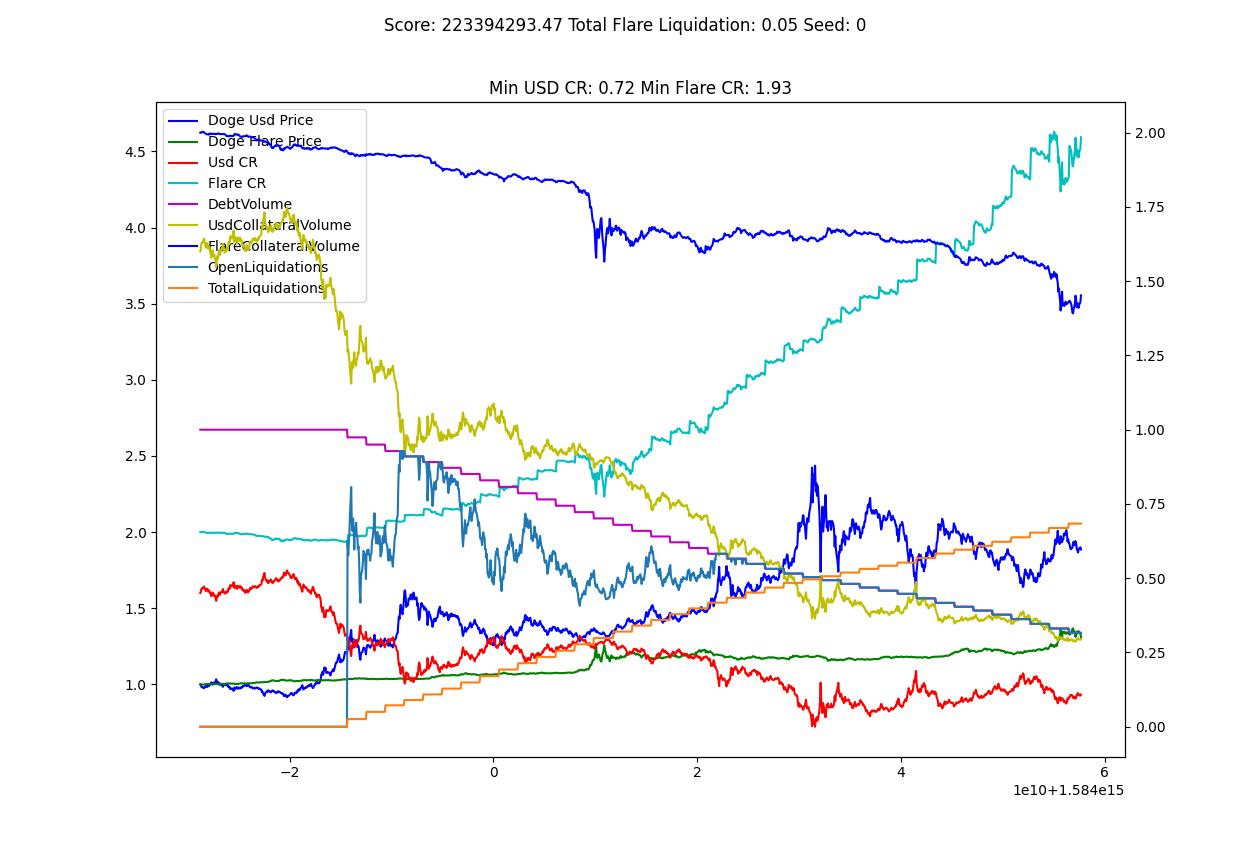 Score: 223394293.47 Total Flare Liquidation: 0.05 Seed: 0
Min USD CR: 0.72 Min Flare CR: 1.93
Doge Usd Price
Doge Flare Price
Usd CR
Flare CR
DebtVolume
UsdCollateralVolume
FlareCollateralVolume
OpenLiquidations
TotalLiquidations
4.5
4.0
3.5
3.0
2.5
2.0
1.5
1.0
2.00
1.75
1.50
1.25
1.00
0.75
0.50
0.25
0.00
−2
0
2
4
6
1e10+1.584e15